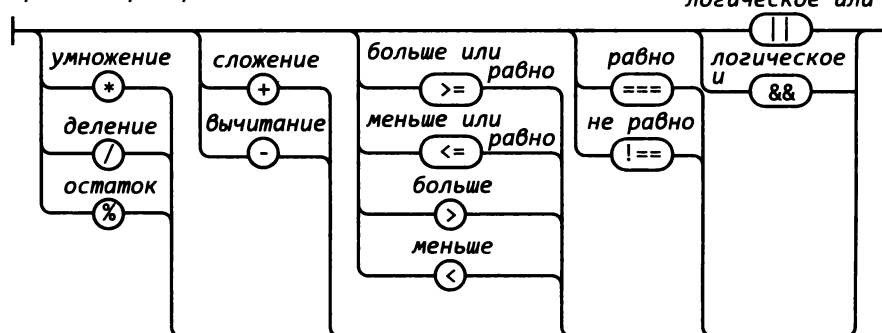 логическое или
||
умножение
*
деление
/
остаток
%
сложение
+
вычитание
-
больше или
равно
>=
меньше или
равно
<=
больше
>
меньше
<
равно
===
не равно
!==
логическое
и
&&